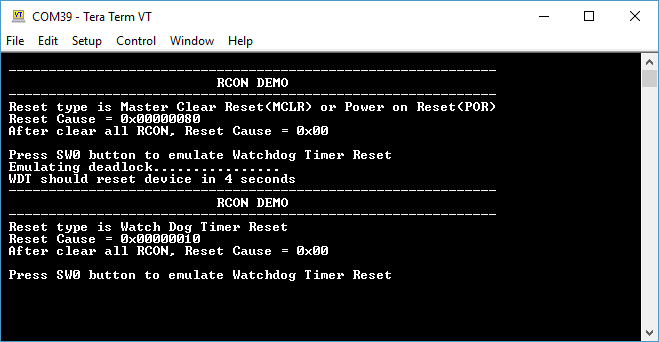 COM39 - Tera Term VT
File Edit Setup Control Window Help
-------------------------------------------------------------
RCON DEMO
-------------------------------------------------------------
Reset type is Master Clear Reset(MCLR) or Power on Reset(POR)
Reset Cause = 0x00000080
After clear all RCON, Reset Cause = 0x00
Press SW0 button to emulate Watchdog Timer Reset
Emulating deadlock................
WDT should reset device in 4 seconds
-------------------------------------------------------------
RCON DEMO
-------------------------------------------------------------
Reset type is Watch Dog Timer Reset
Reset Cause = 0x00000010
After clear all RCON, Reset Cause = 0x00
Press SW0 button to emulate Watchdog Timer Reset